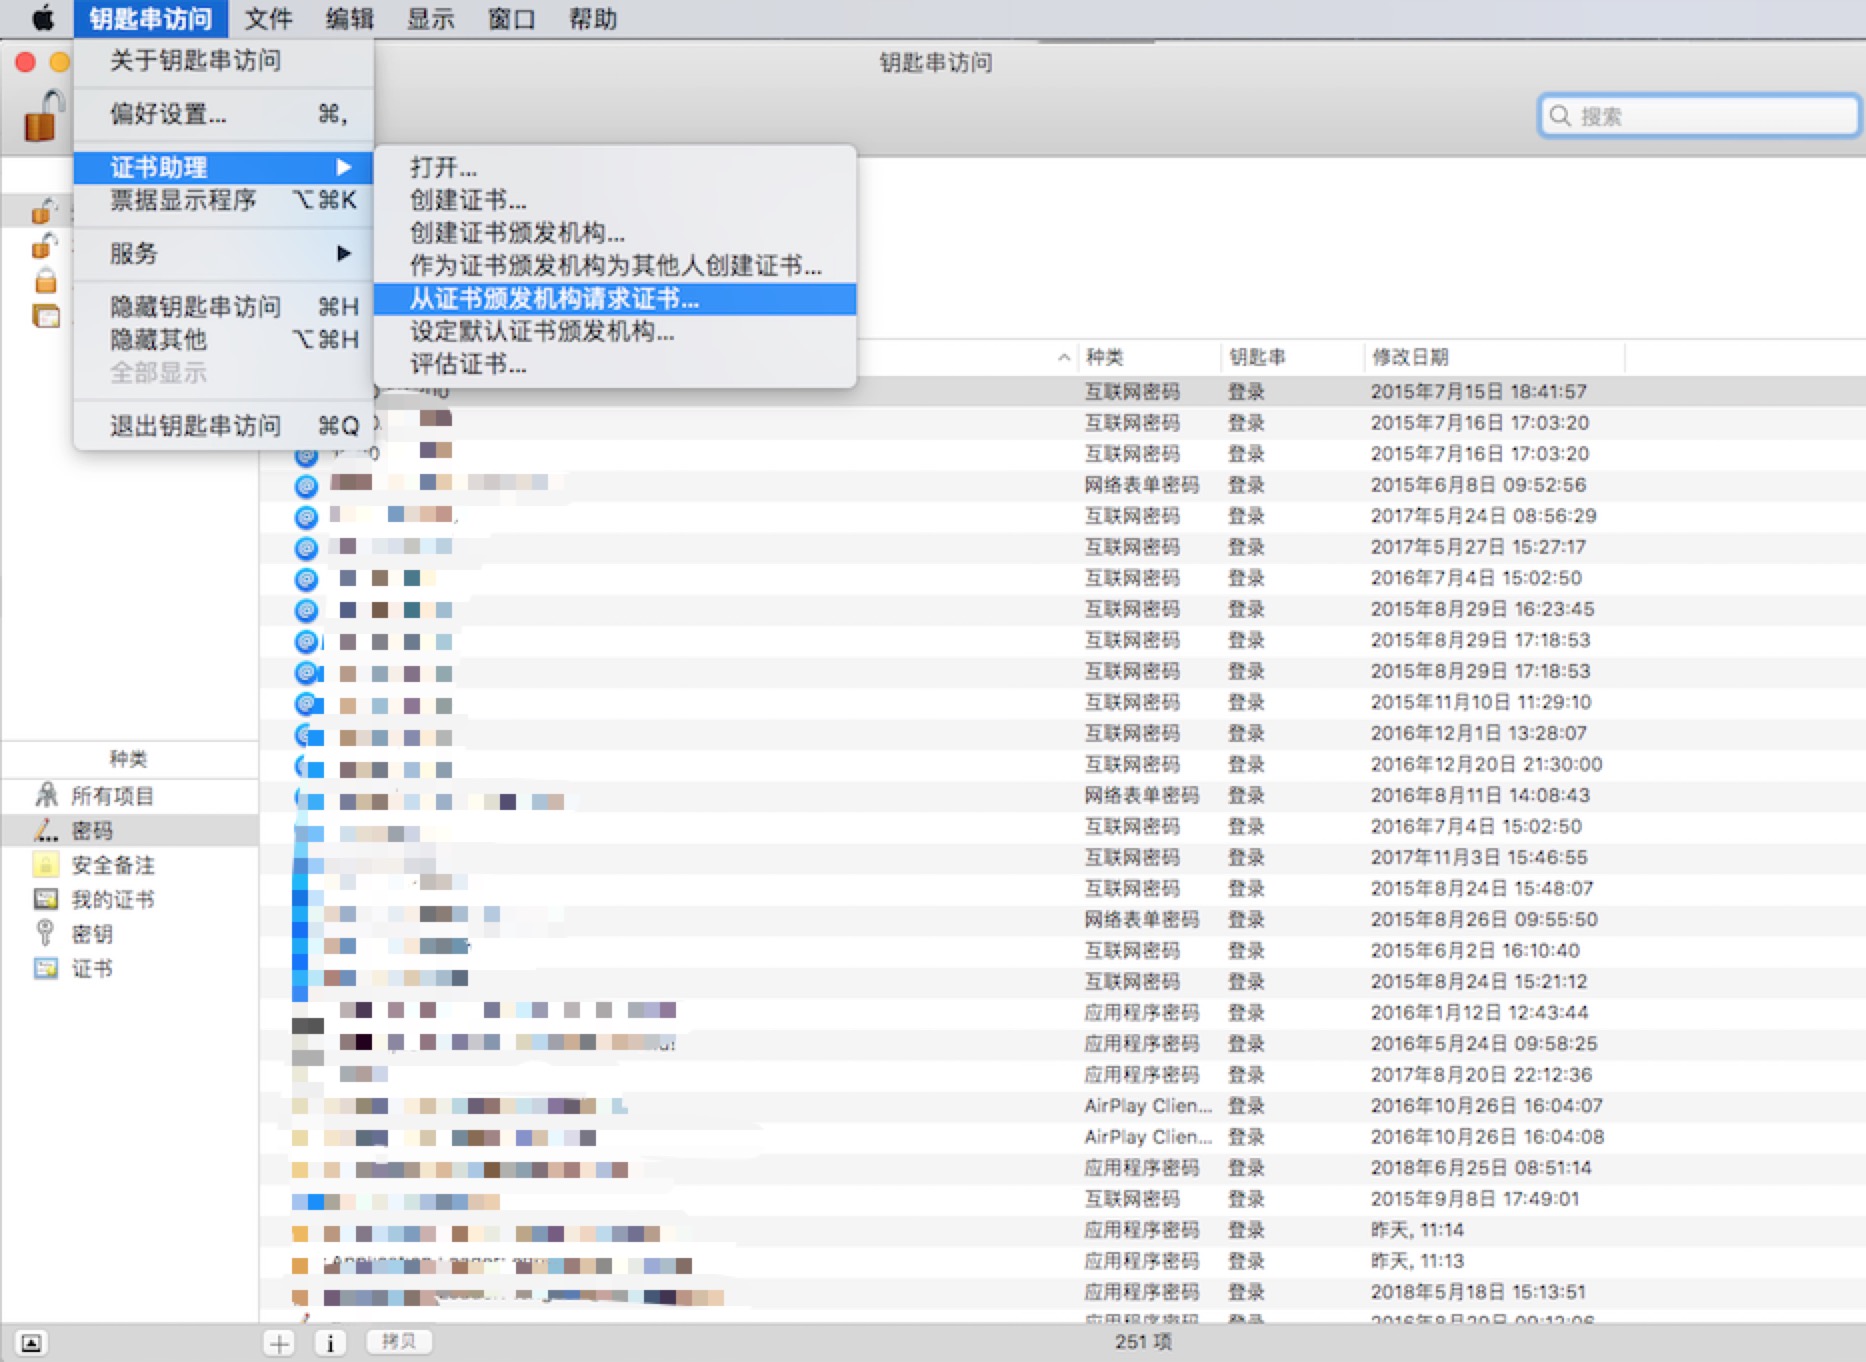 钥匙串访问 文件 编辑 显示 窗口 帮助
钥匙串访问
搜索
关于钥匙串访问
偏好设置... ⌘,
证书助理 ▶
票据显示程序 ⌥⌘K
服务 ▶
隐藏钥匙串访问 ⌘H
隐藏其他 ⌥⌘H
全部显示
退出钥匙串访问 ⌘Q
打开...
创建证书...
创建证书颁发机构...
作为证书颁发机构为其他人创建证书...
从证书颁发机构请求证书...
设定默认证书颁发机构...
评估证书...
种类 钥匙串 修改日期
互联网密码 登录 2015年7月15日 18:41:57
互联网密码 登录 2015年7月16日 17:03:20
互联网密码 登录 2015年7月16日 17:03:20
网络表单密码 登录 2015年6月8日 09:52:56
互联网密码 登录 2017年5月24日 08:56:29
互联网密码 登录 2017年5月27日 15:27:17
互联网密码 登录 2016年7月4日 15:02:50
互联网密码 登录 2015年8月29日 16:23:45
互联网密码 登录 2015年8月29日 17:18:53
互联网密码 登录 2015年8月29日 17:18:53
互联网密码 登录 2015年11月10日 11:29:10
互联网密码 登录 2016年12月1日 13:28:07
互联网密码 登录 2016年12月20日 21:30:00
网络表单密码 登录 2016年8月11日 14:08:43
互联网密码 登录 2016年7月4日 15:02:50
互联网密码 登录 2017年11月3日 15:46:55
互联网密码 登录 2015年8月24日 15:48:07
网络表单密码 登录 2015年8月26日 09:55:50
互联网密码 登录 2015年6月2日 16:10:40
互联网密码 登录 2015年8月24日 15:21:12
应用程序密码 登录 2016年1月12日 12:43:44
应用程序密码 登录 2016年5月24日 09:58:25
应用程序密码 登录 2017年8月20日 22:12:36
AirPlay Clien... 登录 2016年10月26日 16:04:07
AirPlay Clien... 登录 2016年10月26日 16:04:08
应用程序密码 登录 2018年6月25日 08:51:14
互联网密码 登录 2015年9月8日 17:49:01
应用程序密码 登录 昨天, 11:14
应用程序密码 登录 昨天, 11:13
应用程序密码 登录 2018年5月18日 15:13:51
应用程序密码 登录
种类
所有项目
密码
安全备注
我的证书
密钥
证书
拷贝
251 项